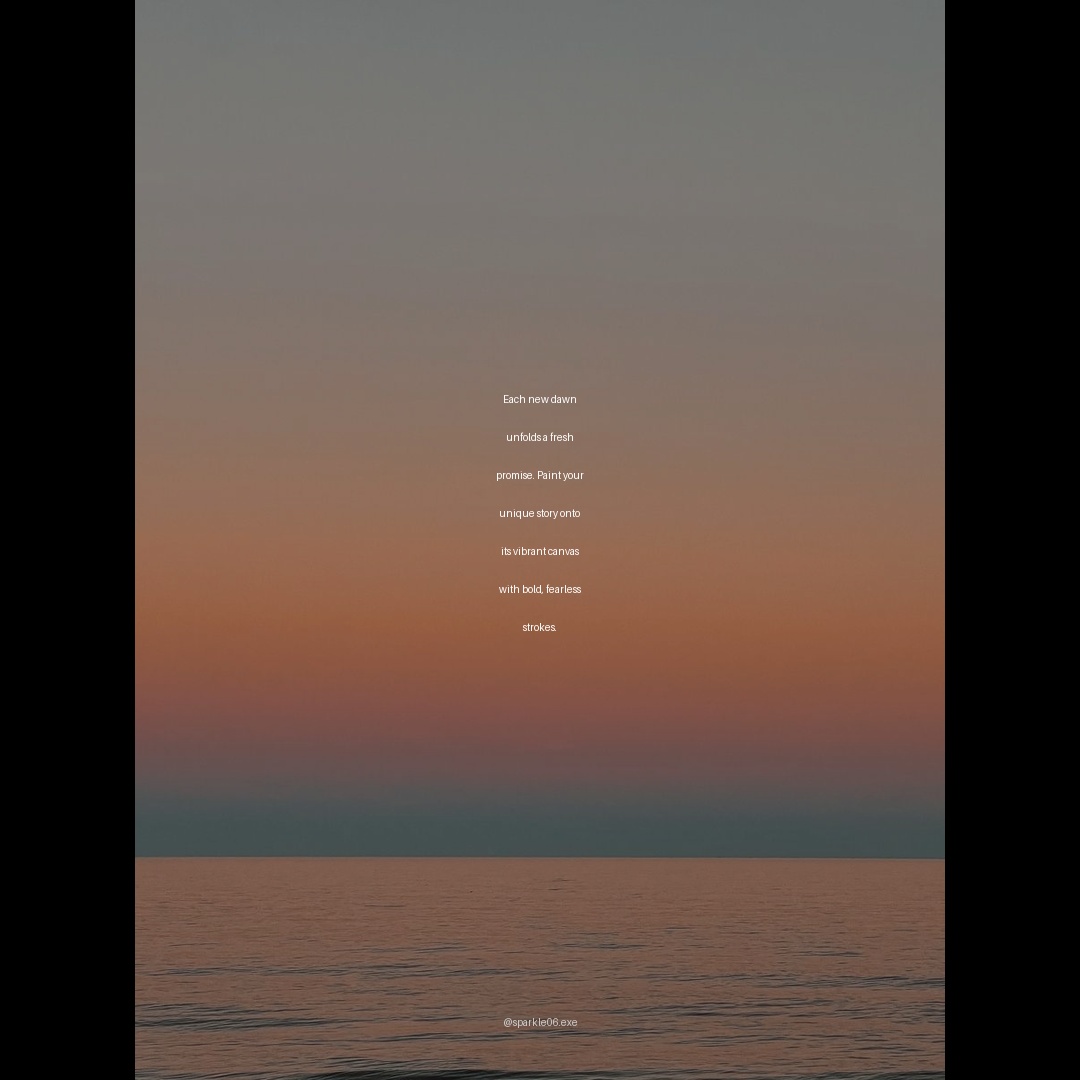 Each new dawn
unfolds a fresh
promise. Paint your
unique story onto
its vibrant canvas
with bold, fearless
strokes.
@sparkle06.exe